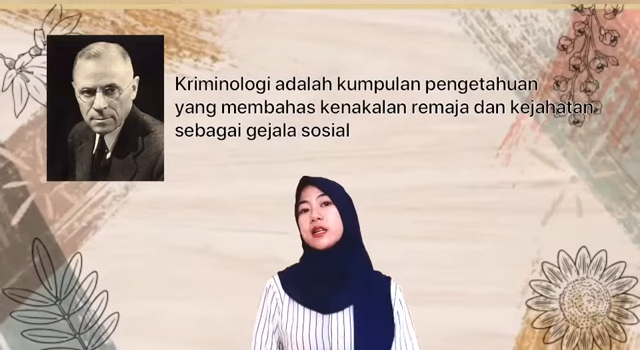 Kriminologi adalah kumpulan pengetahuan
yang membahas kenakalan remaja dan kejahatan
sebagai gejala sosial